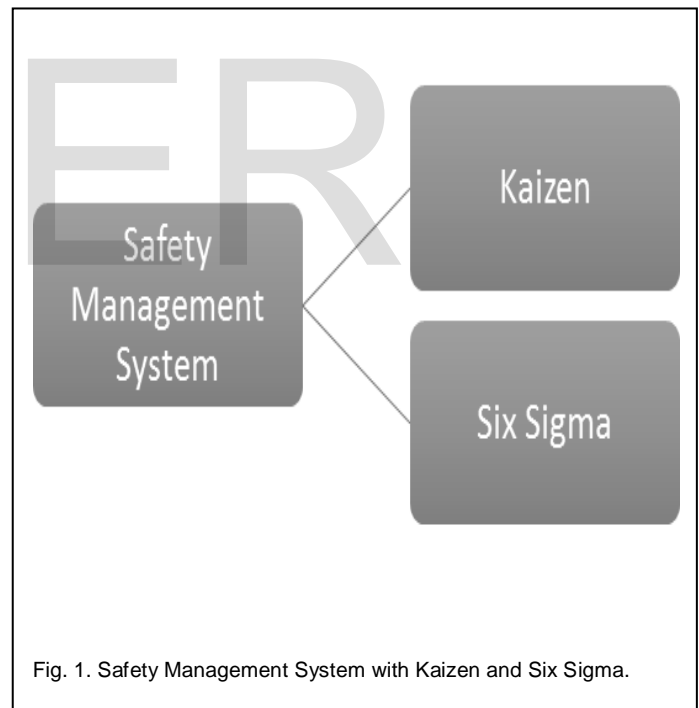 ER
Safety
Management
System
Kaizen
Six Sigma
Fig. 1. Safety Management System with Kaizen and Six Sigma.